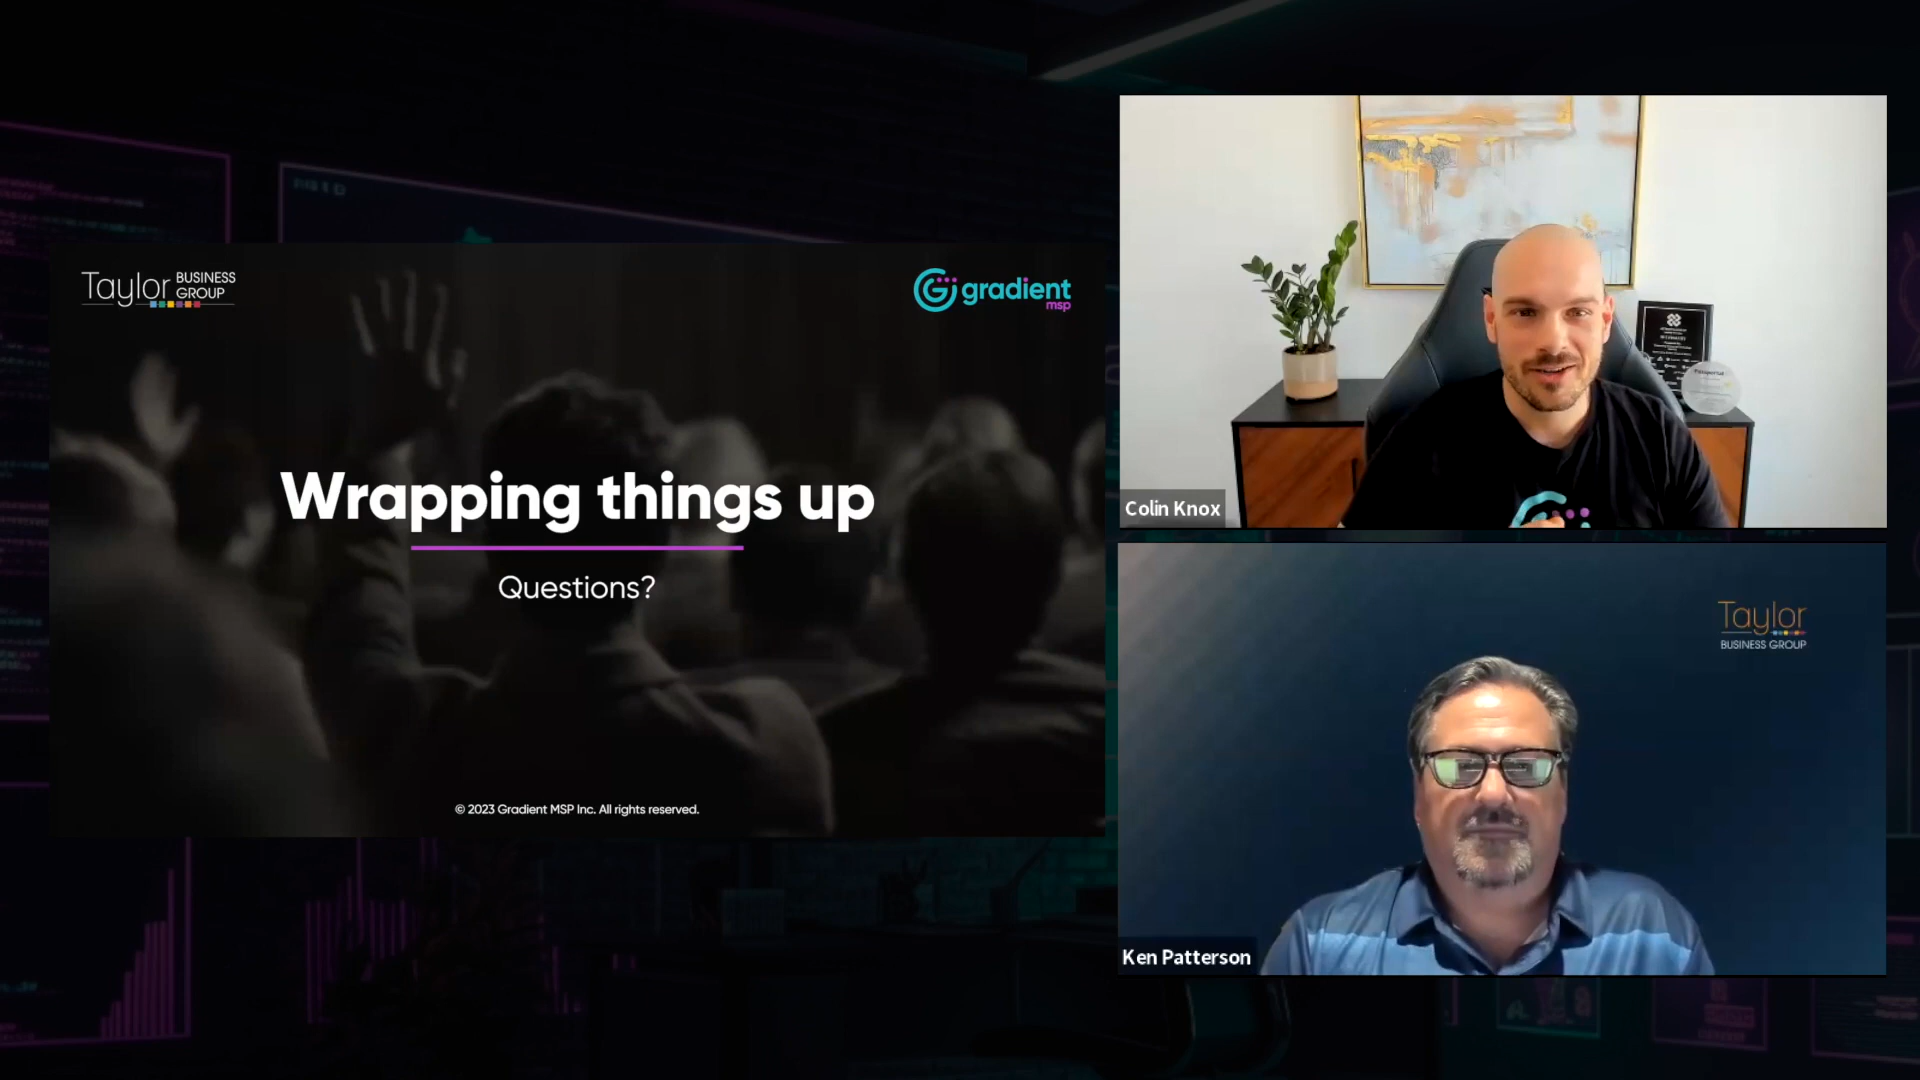 Taylor BUSINESS
GROUP
gradient
msp
Wrapping things up
Questions?
© 2023 Gradient MSP Inc. All rights reserved.
Colin Knox
Taylor
BUSINESS GROUP
Ken Patterson